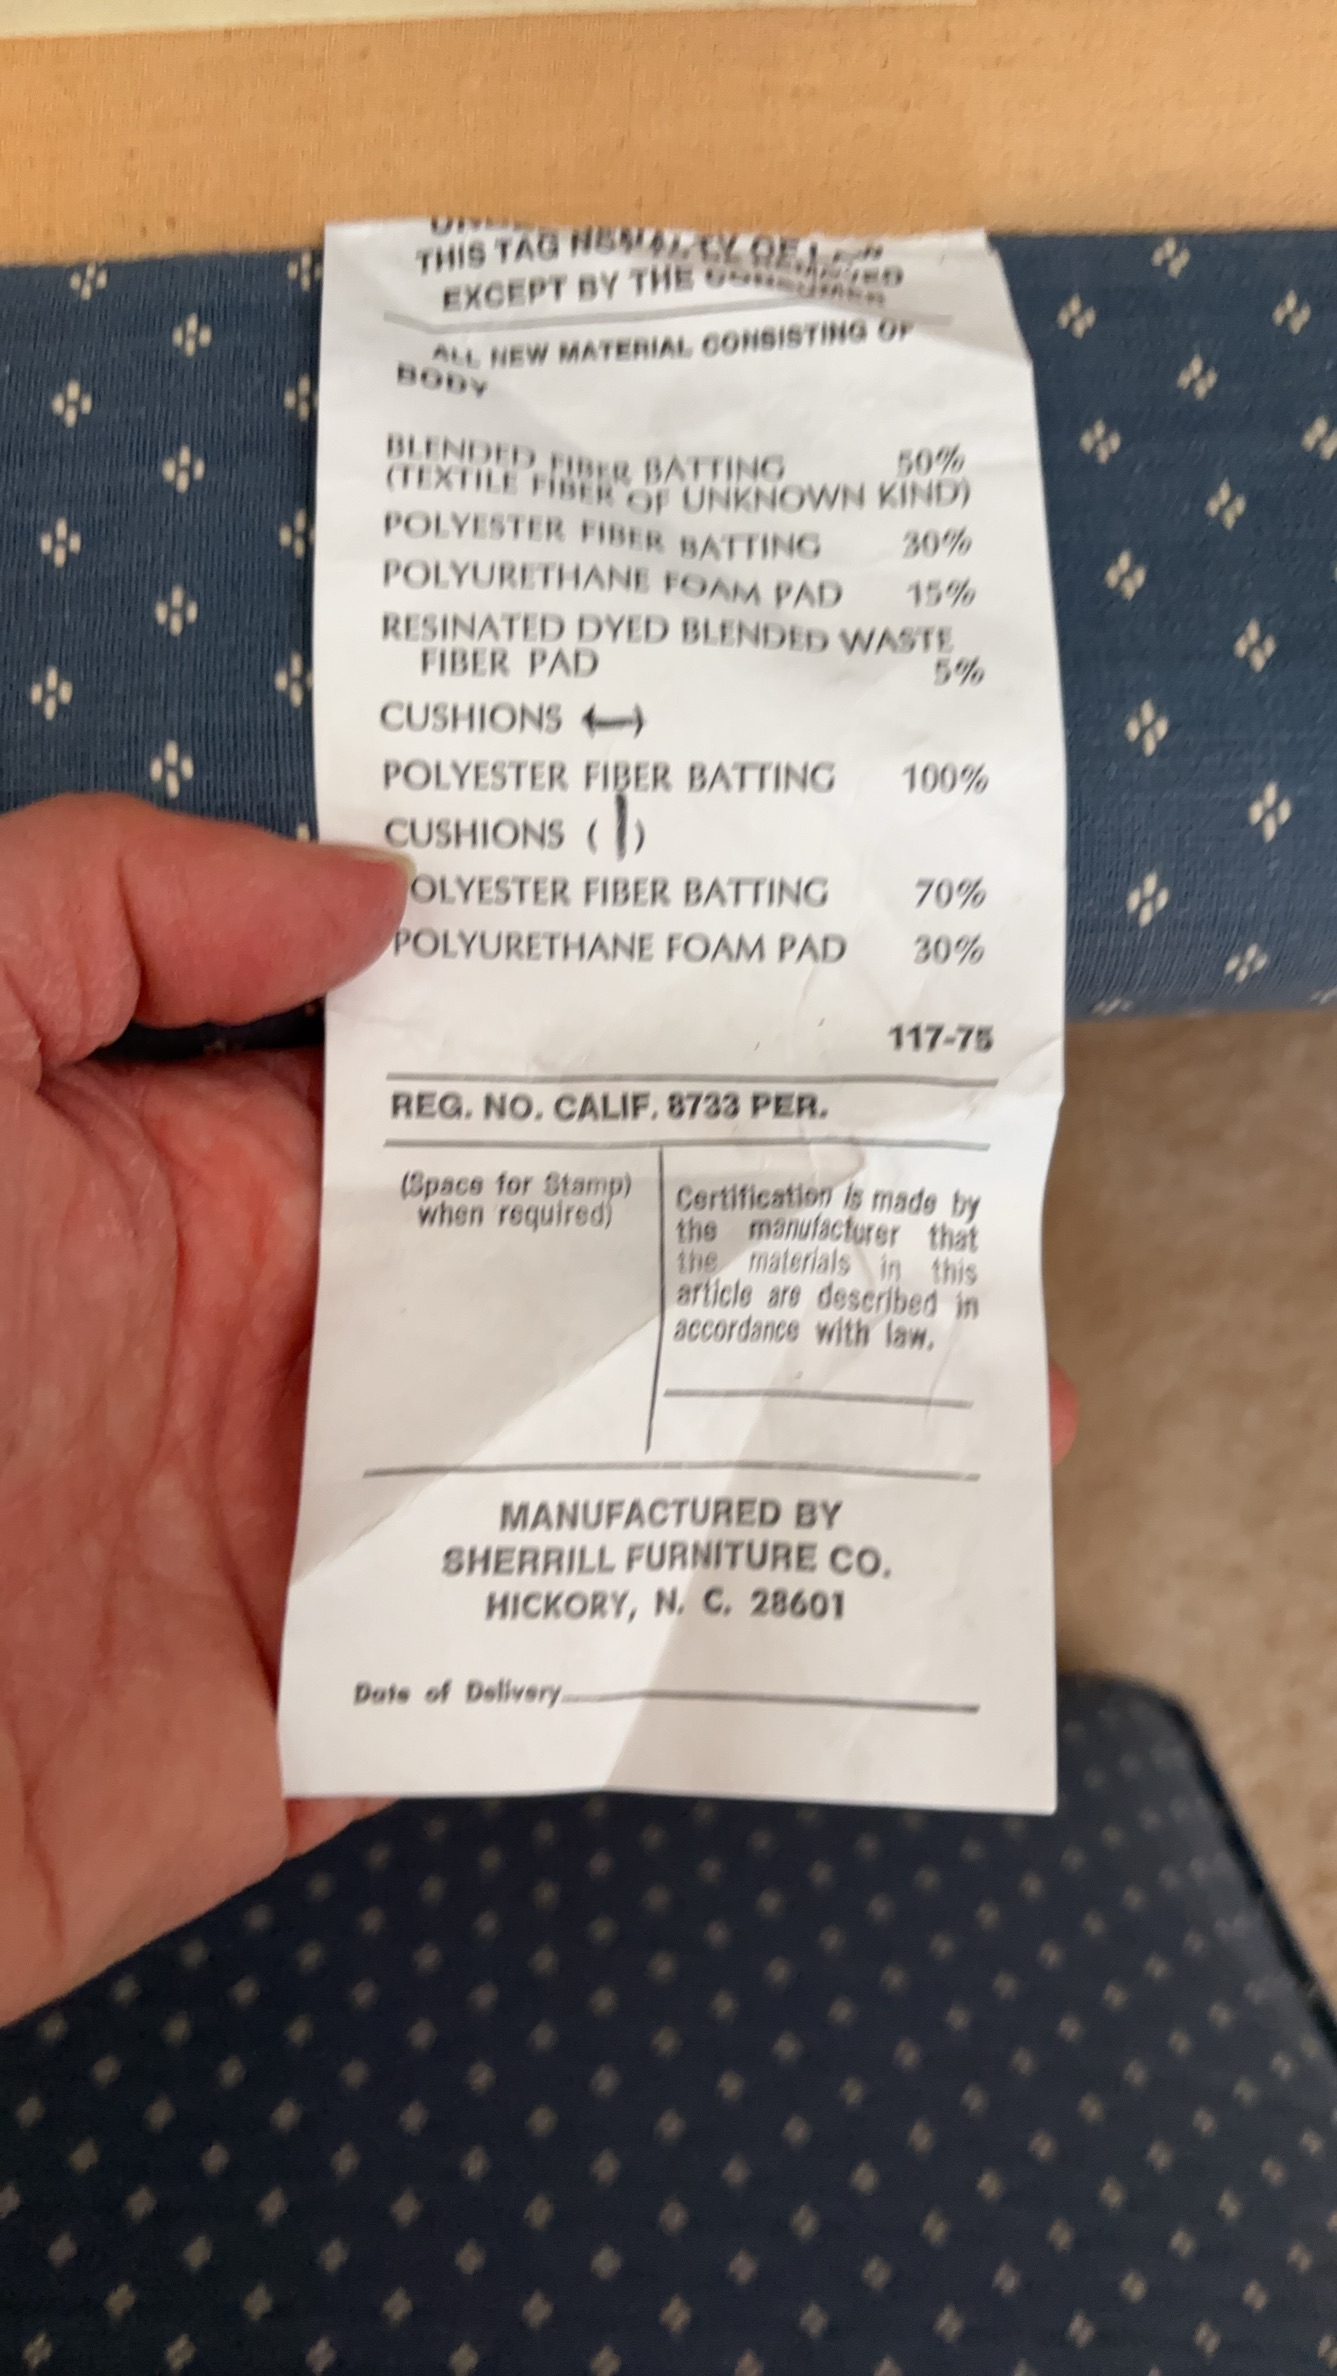 THIS TAG
EXCEPT BY THE CONSUMER
ALL NEW MATERIAL CONSISTING OF
BODY
BLENDED FIBER BATTING 50%
(TEXTILE FIBER OF UNKNOWN KIND)
POLYESTER FIBER BATTING 30%
POLYURETHANE FOAM PAD 15%
RESINATED DYED BLENDED WASTE
FIBER PAD 5%
CUSHIONS (—)
POLYESTER FIBER BATTING 100%
CUSHIONS ( | )
OLYESTER FIBER BATTING 70%
POLYURETHANE FOAM PAD 30%
117-75
REG. NO. CALIF. 8733 PER.
(Space for Stamp)
when required)
Certification is made by
the manufacturer that
the materials in this
article are described in
accordance with law.
MANUFACTURED BY
SHERRILL FURNITURE CO.
HICKORY, N. C. 28601
Date of Delivery